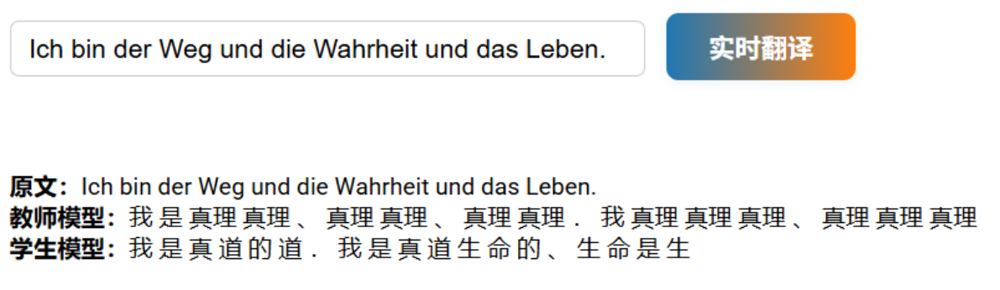 Ich bin der Weg und die Wahrheit und das Leben.
实时翻译
原文：Ich bin der Weg und die Wahrheit und das Leben.
教师模型：我 是 真理 真理 、 真理 真理 、 真理 真理 . 我 真理 真理 真理 、 真理 真理 真理
学生模型：我 是 真 道 的 道 . 我 是 真 道 生 命 的 、 生 命 是 生